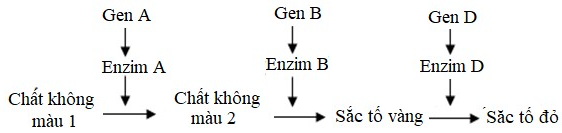 Gen A
Gen B
Gen D
Enzim A
Enzim B
Enzim D
Chất không
màu 1
Chất không
màu 2
Sắc tố vàng
Sắc tố đỏ